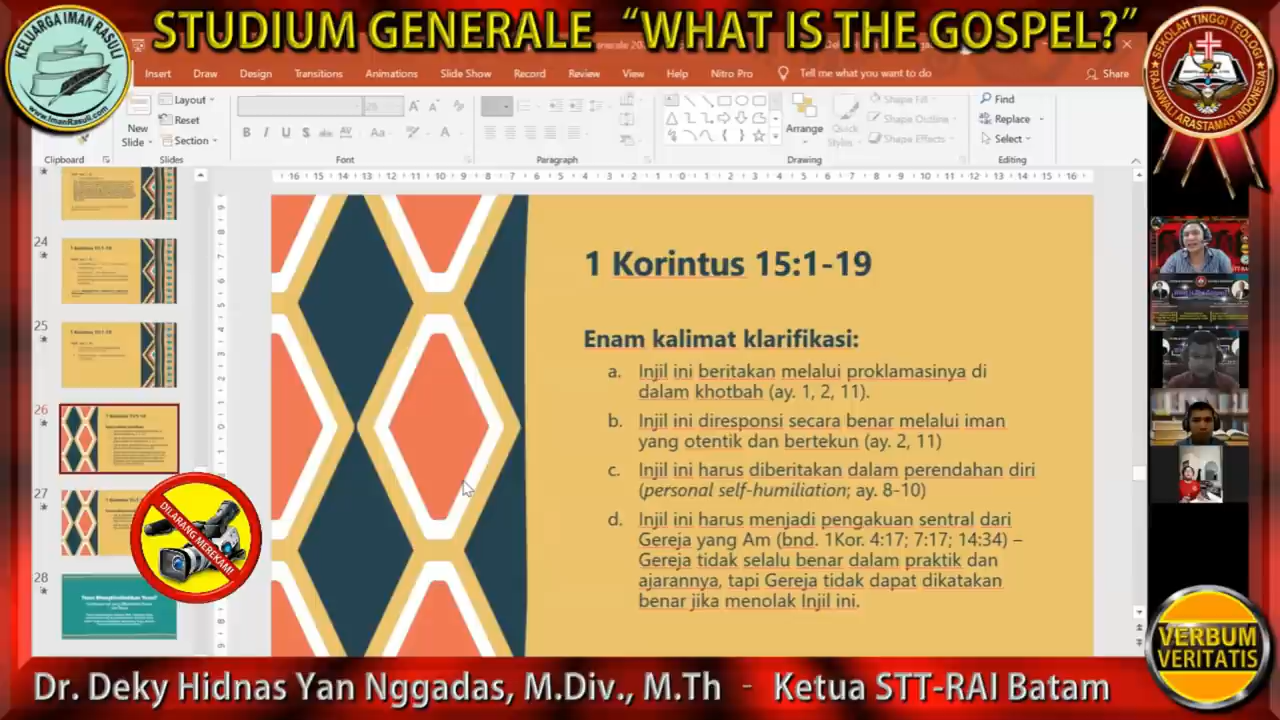 STUDIUM GENERALE “WHAT IS THE GOSPEL?”
KELUARGA IMAN RASULI
www.ImanRasuli.com
SEKOLAH TINGGI TEOLOGI
RAJAWALI ARASTAMAR INDONESIA
Insert Draw Design Transitions Animations Slide Show Record Review View Help Nitro Pro Tell me what you want to do Share
New
Slide
Layout
Reset
Section
Arrange
Quick
Styles
Shape Fill
Shape Outline
Shape Effects
Find
Replace
Select
Clipboard Slides Font Paragraph Drawing Editing
24
25
26
27
28
1 Korintus 15:1-19
Enam kalimat klarifikasi:
a. Injil ini beritakan melalui proklamasinya di
dalam khotbah (ay. 1, 2, 11).
b. Injil ini diresponsi secara benar melalui iman
yang otentik dan bertekun (ay. 2, 11)
c. Injil ini harus diberitakan dalam perendahan diri
(personal self-humiliation; ay. 8-10)
d. Injil ini harus menjadi pengakuan sentral dari
Gereja yang Am (bnd. 1Kor. 4:17; 7:17; 14:34) –
Gereja tidak selalu benar dalam praktik dan
ajarannya, tapi Gereja tidak dapat dikatakan
benar jika menolak Injil ini.
DILARANG MEREKAM!
VERBUM
VERITATIS
Dr. Deky Hidnas Yan Nggadas, M.Div., M.Th - Ketua STT-RAI Batam